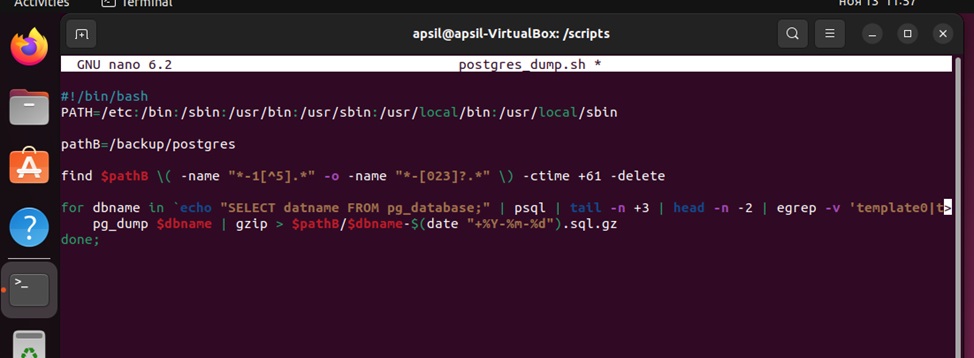 Activities Terminal ноя 13 11:57
apsil@apsil-VirtualBox: /scripts
GNU nano 6.2 postgres_dump.sh *
#!/bin/bash
PATH=/etc:/bin:/sbin:/usr/bin:/usr/sbin:/usr/local/bin:/usr/local/sbin
pathB=/backup/postgres
find $pathB \( -name "*-1[^5].*" -o -name "*-[023]?.*" \) -ctime +61 -delete
for dbname in `echo "SELECT datname FROM pg_database;" | psql | tail -n +3 | head -n -2 | egrep -v 'template0|t>
pg_dump $dbname | gzip > $pathB/$dbname-$(date "+%Y-%m-%d").sql.gz
done;